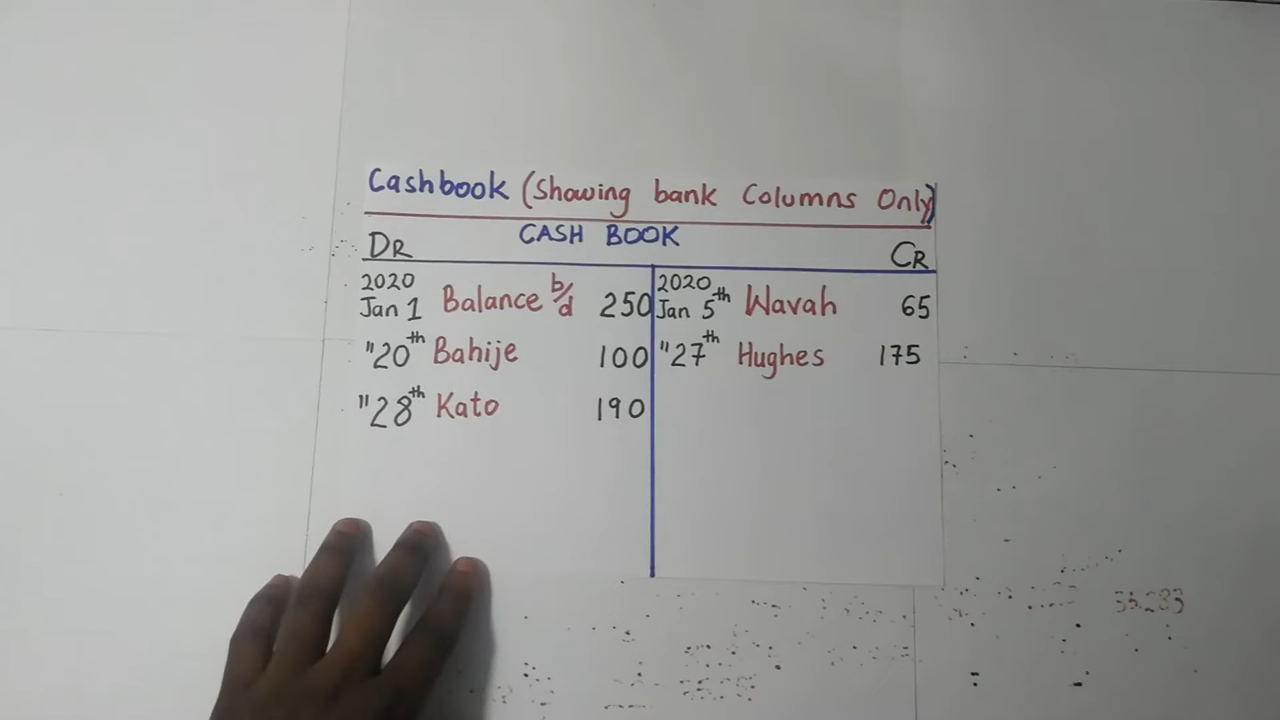 Cashbook (Showing bank Columns Only)
CASH BOOK
DR CR
2020 2020
Jan 1 Balance b/d 250 Jan 5th Wavah 65
"20th Bahije 100 "27th Hughes 175
"28th Kato 190